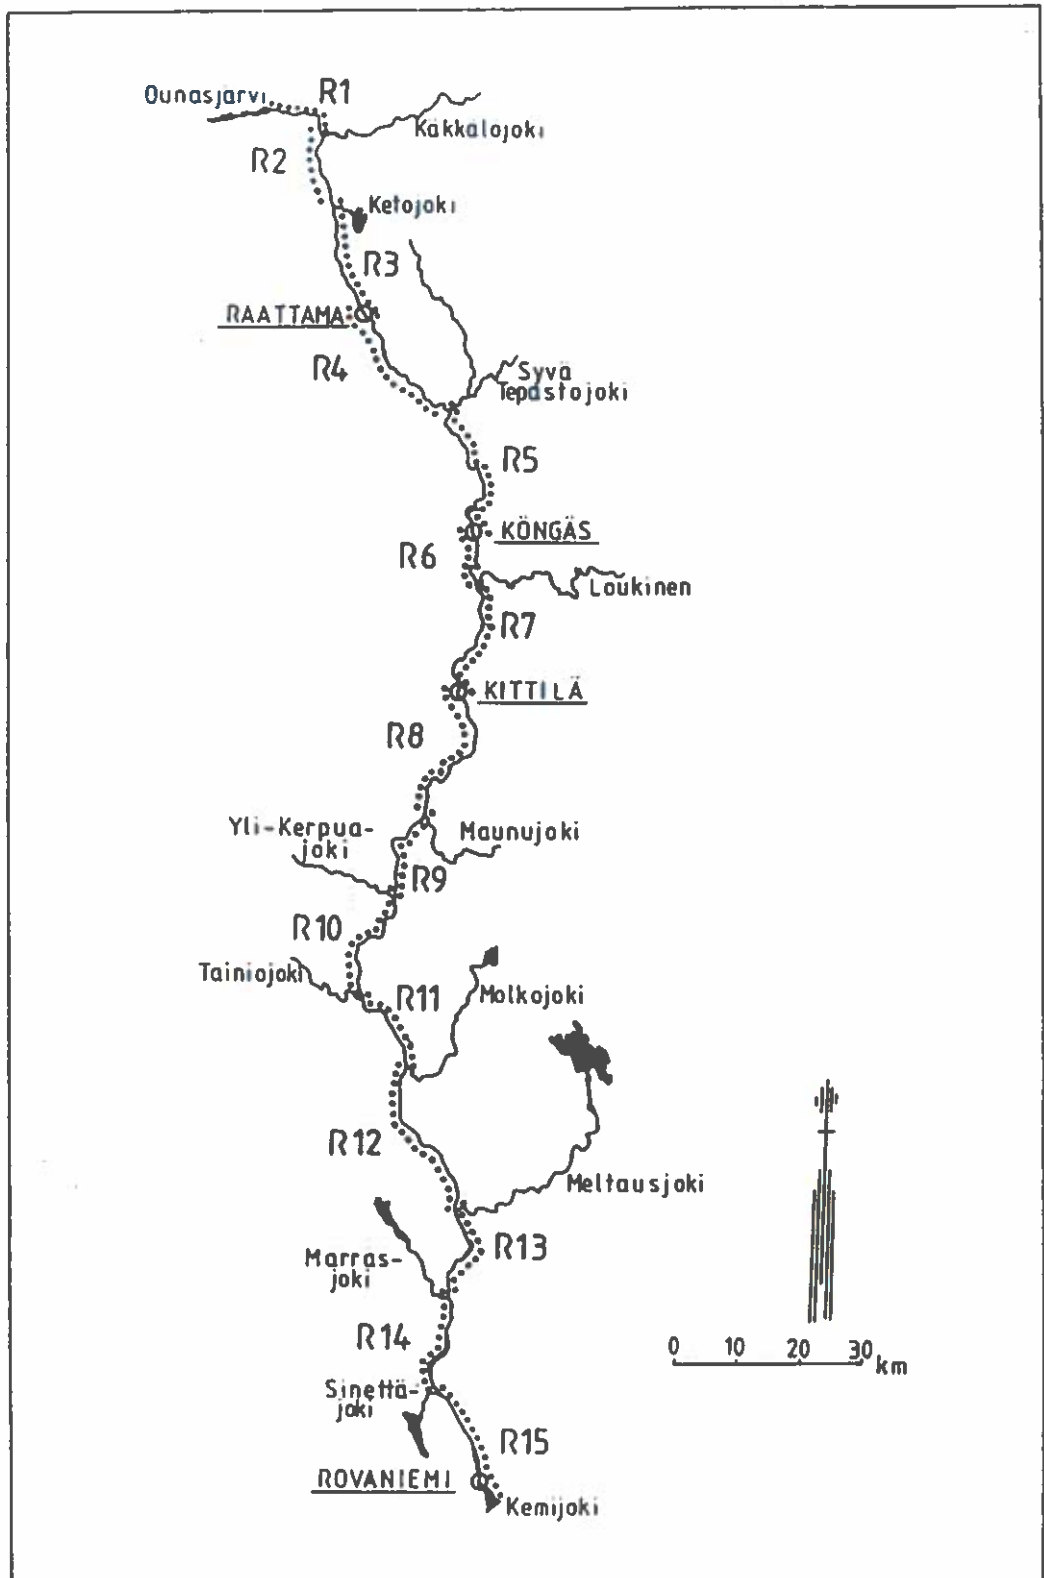 R1
Ounasjärvi
Käkkälöjoki
R2
Ketojoki
R3
RAATTAMA
R4
Syvä
Tepastojoki
R5
KÖNGÄS
R6
Loukinen
R7
KITTILÄ
R8
Yli-Kerpua-
joki
Maunujoki
R9
R10
Tainiojoki
R11
Molkojoki
R12
Meltausjoki
R13
Marras-
joki
R14
0 10 20 30 km
Sinettä-
joki
R15
ROVANIEMI
Kemijoki